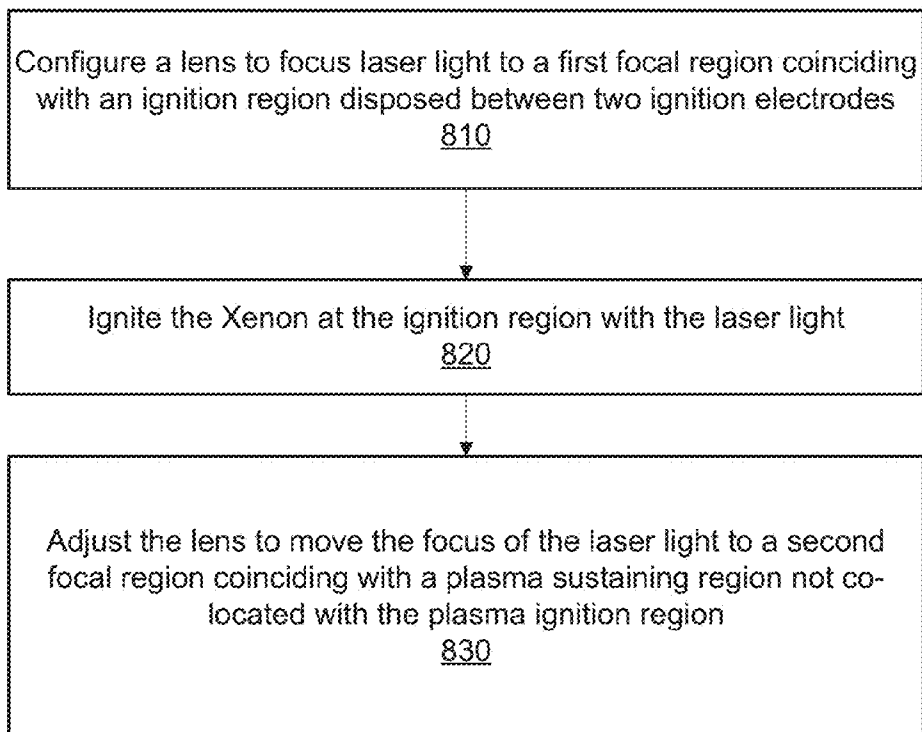 Configure a lens to focus laser light to a first focal region coinciding
with an ignition region disposed between two ignition electrodes
810
Ignite the Xenon at the ignition region with the laser light
820
Adjust the lens to move the focus of the laser light to a second
focal region coinciding with a plasma sustaining region not co-
located with the plasma ignition region
830